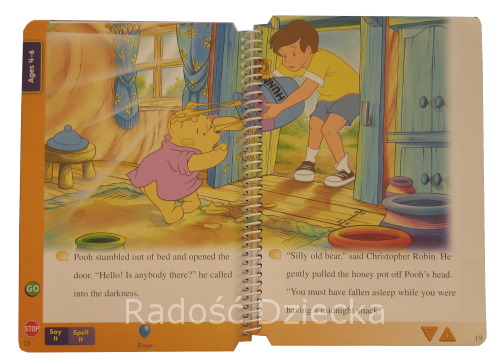 Ages 4-6
HUNN
Pooh stumbled out of bed and opened the
door. "Hello! Is anybody there?" he called
into the darkness.
GO
STOP
Say It
Spell It
18
"Silly old bear," said Christopher Robin. He
gently pulled the honey pot off Pooh's head.
"You must have fallen asleep while you were
having a midnight snack."
19
Radość Dziecka